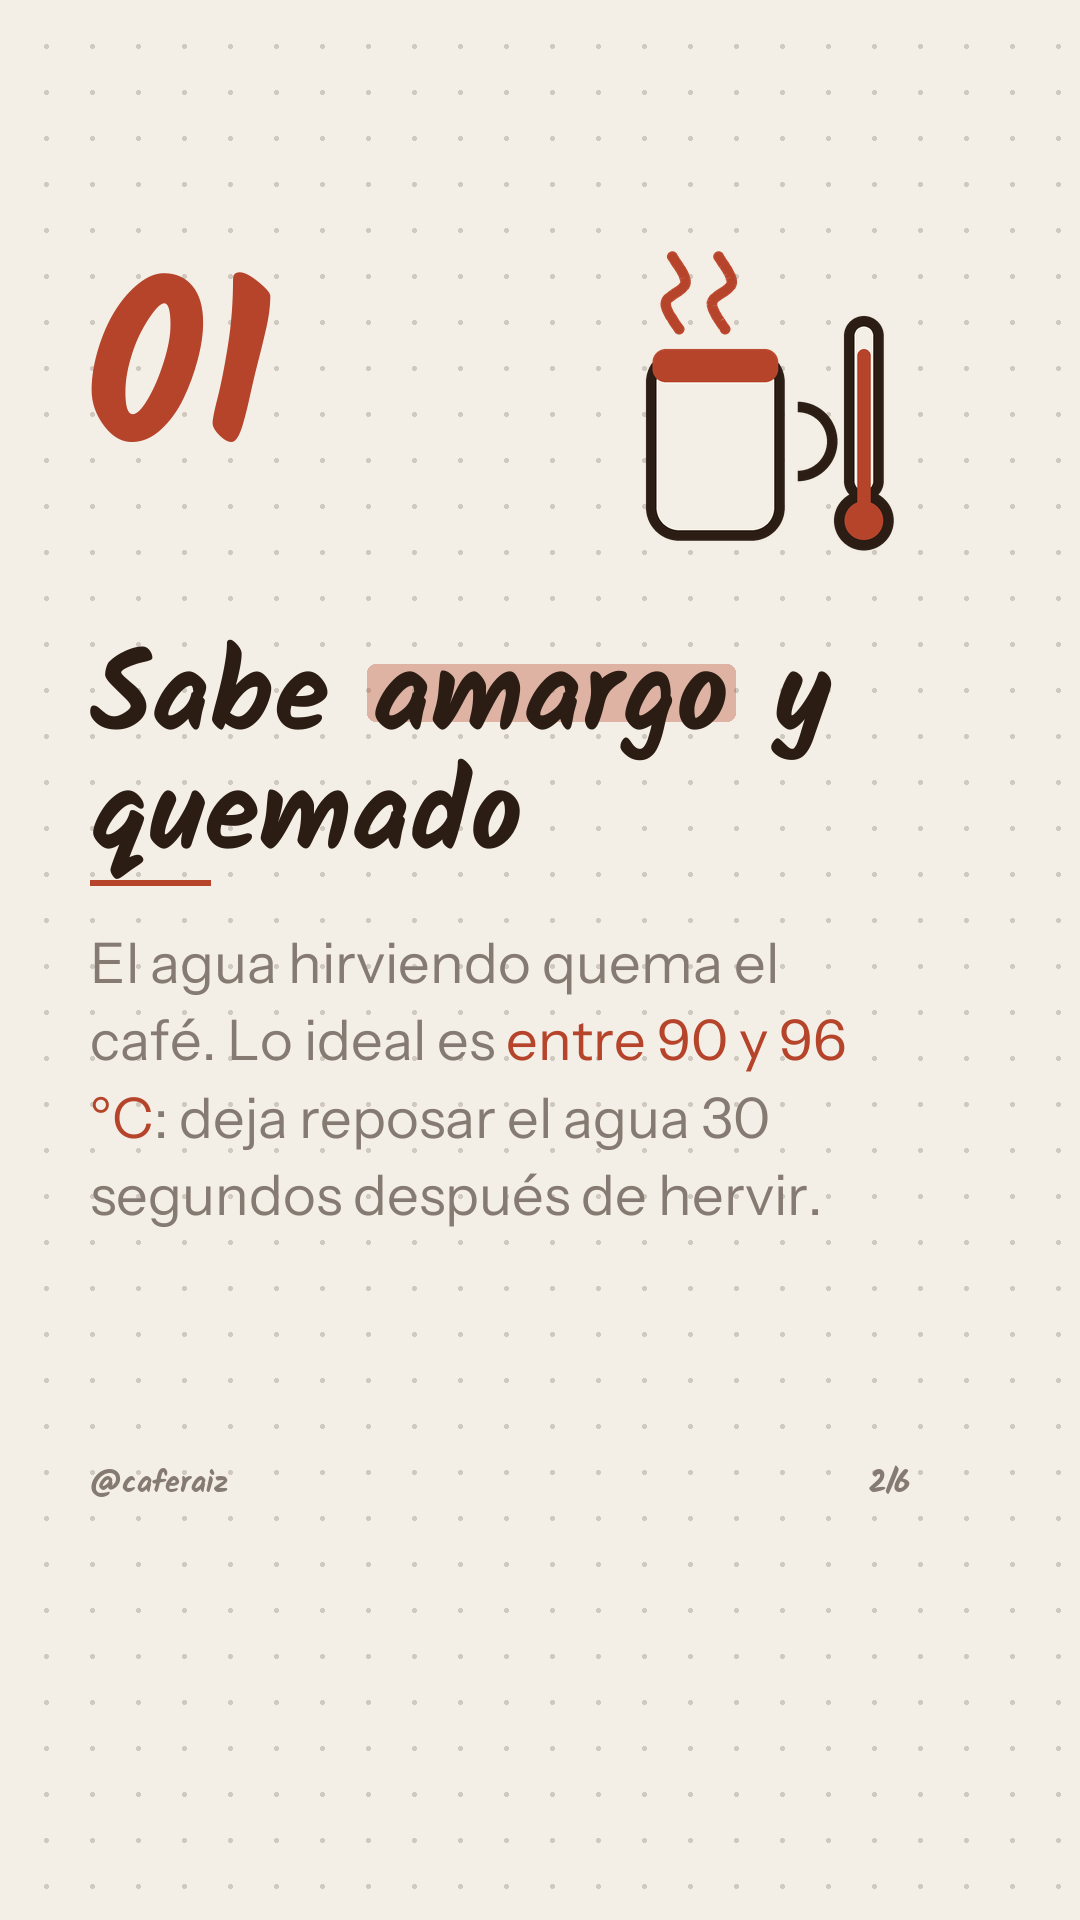 01
Sabe amargo y
quemado
El agua hirviendo quema el
café. Lo ideal es entre 90 y 96
°C: deja reposar el agua 30
segundos después de hervir.
@caferaiz
2/6